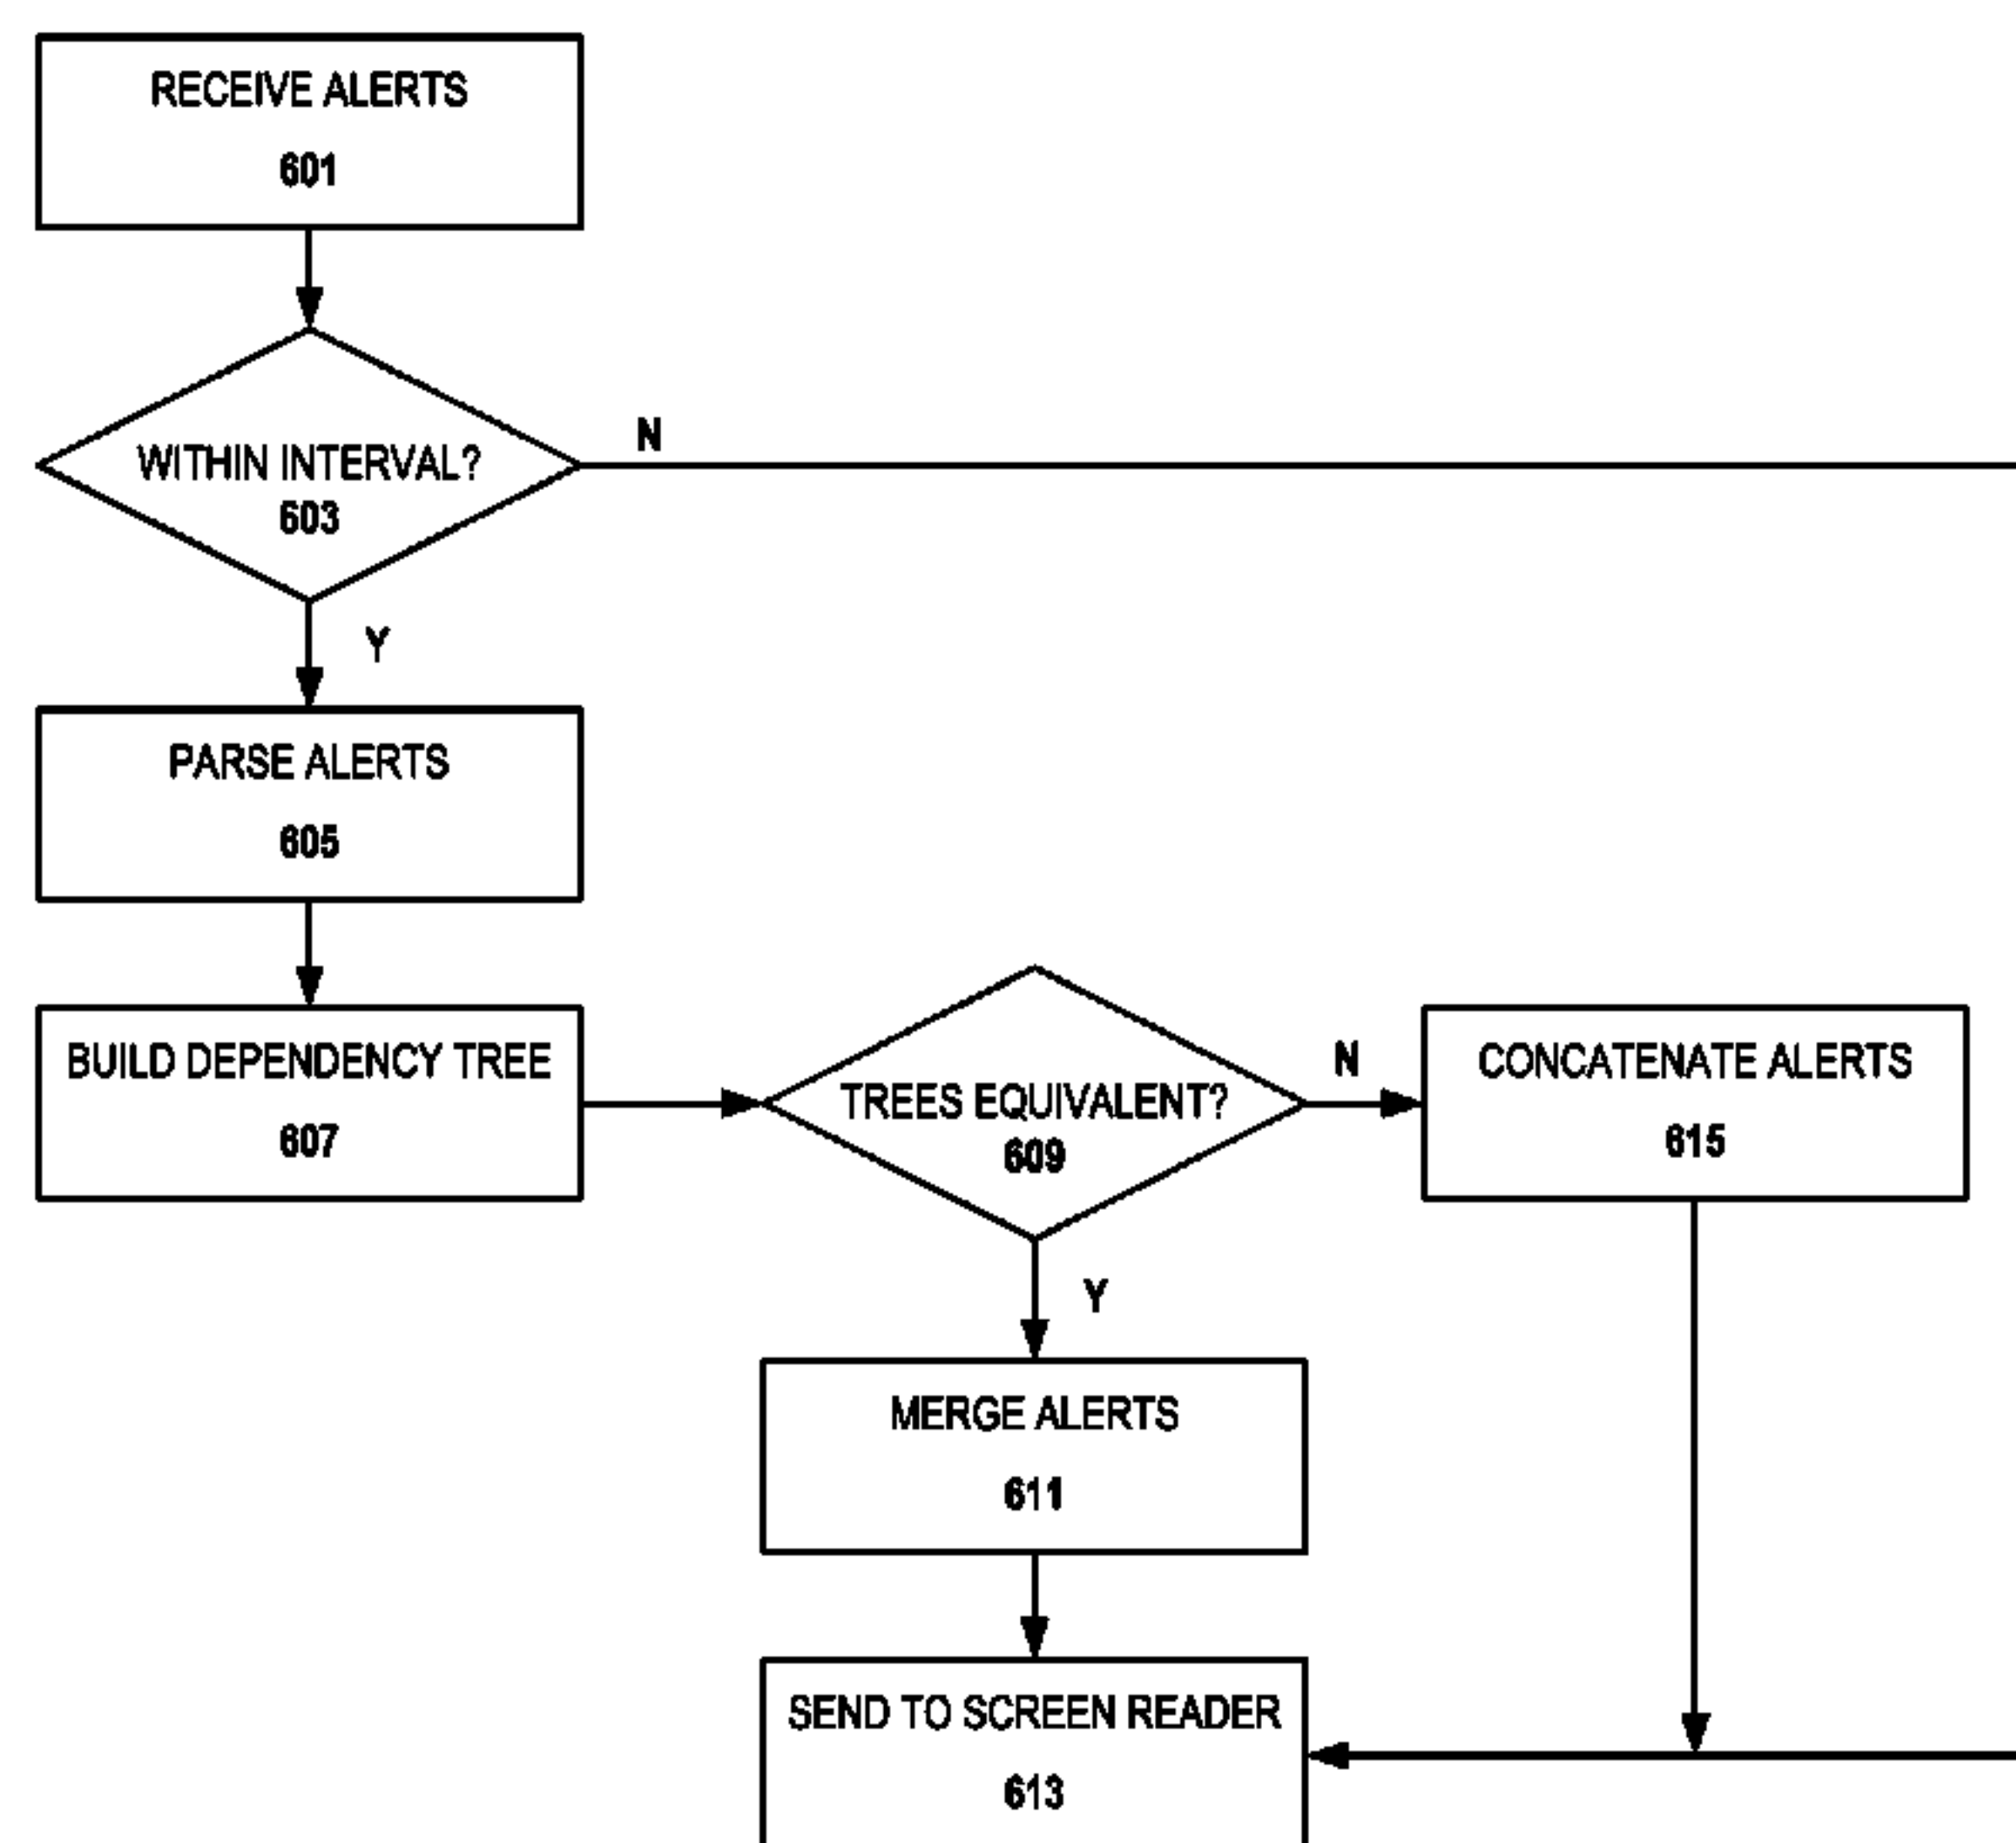 RECEIVE ALERTS
601
WITHIN INTERVAL?
603
N
Y
PARSE ALERTS
605
BUILD DEPENDENCY TREE
607
TREES EQUIVALENT?
609
N
CONCATENATE ALERTS
615
Y
MERGE ALERTS
611
SEND TO SCREEN READER
613